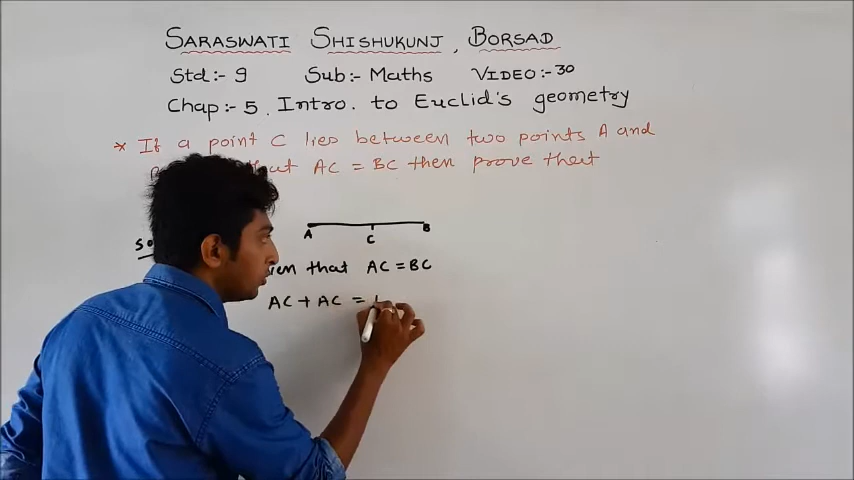 SARASWATI SHISHUKUNJ, BORSAD
Std:- 9 Sub:- Maths VIDEO:- 30
Chap:- 5. Intro. to Euclid's geometry
* If a point C lies between two points A and
B that AC = BC then prove that
A C B
that AC = BC
AC + AC =